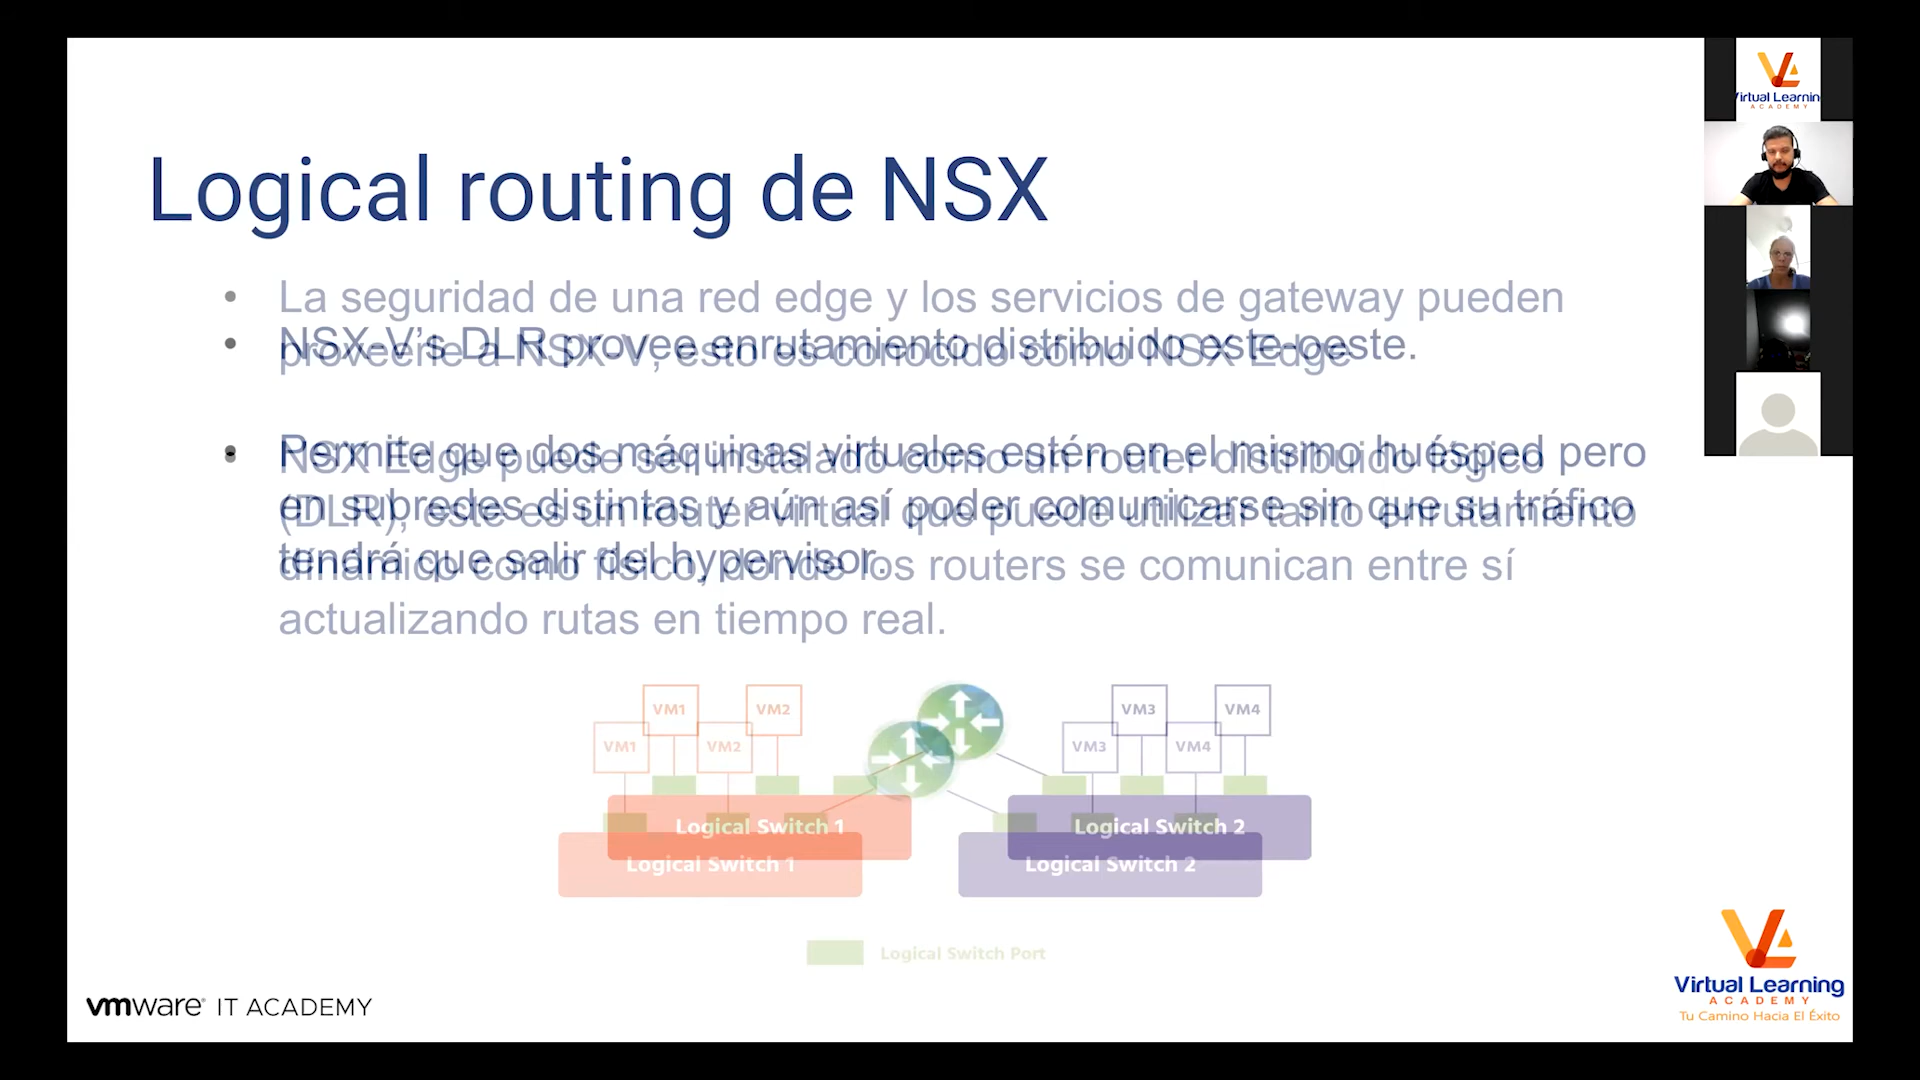 Logical routing de NSX
• La seguridad de una red edge y los servicios de gateway pueden
proveerle a NSX-V, esto es conocido como NSX Edge
• NSX Edge puede ser instalado como un router distribuido lógico
(DLR), este es un router virtual que puede utilizar tanto enrutamiento
dinámico como físico, donde los routers se comunican entre sí
actualizando rutas en tiempo real.
• NSX-V’s DLR provee enrutamiento distribuido este-oeste.
• Permite que dos máquinas virtuales estén en el mismo huésped pero
en subredes distintas y aún así poder comunicarse sin que su tráfico
tendrá que salir del hypervisor.
VM1 VM2 VM3 VM4
VM1 VM2 VM3 VM4
Logical Switch 1 Logical Switch 2
Logical Switch 1 Logical Switch 2
Logical Switch Port
vmware IT ACADEMY
Virtual Learning
ACADEMY
Tu Camino Hacia El Éxito
Virtual Learnin
ACADEMY